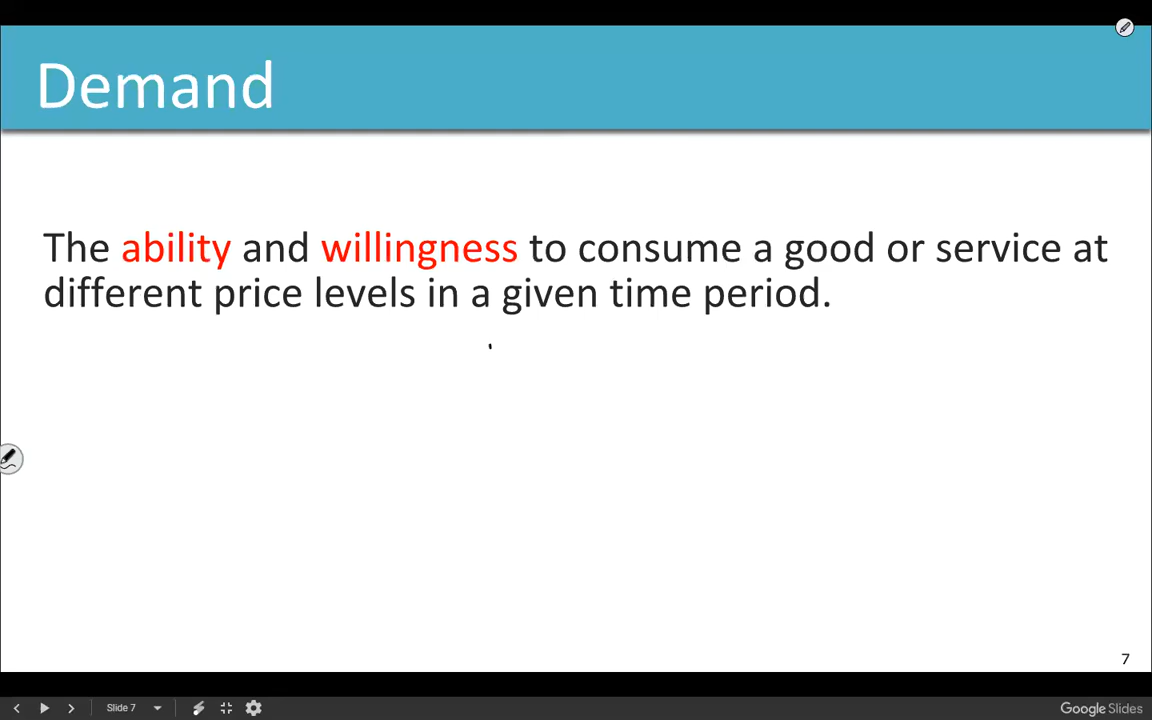 Demand
The ability and willingness to consume a good or service at
different price levels in a given time period.
7
Slide 7
Google Slides